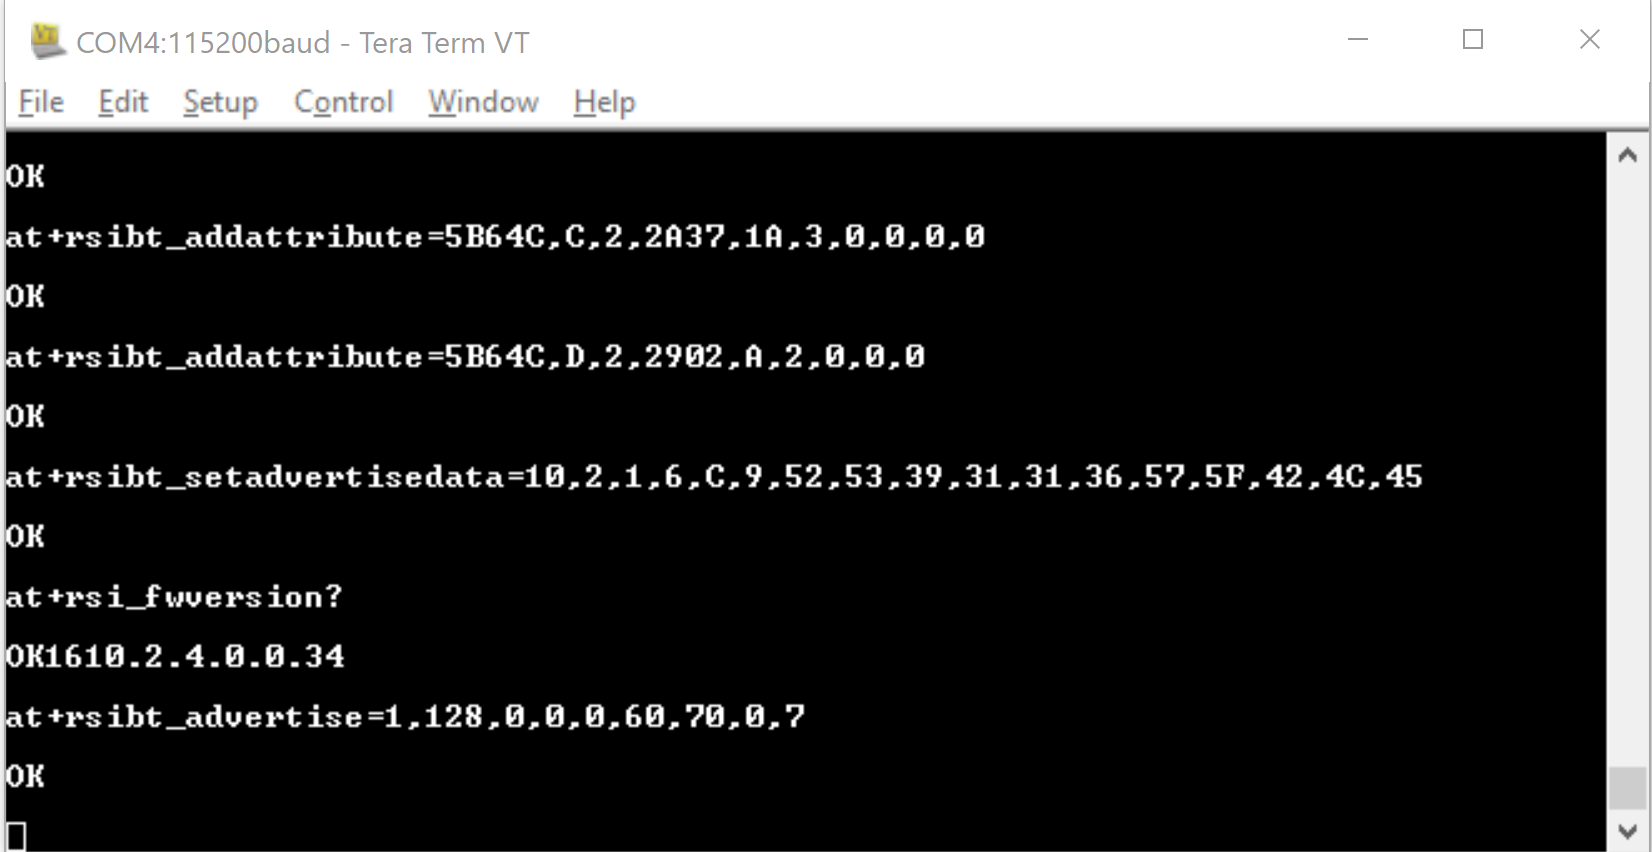 COM4:115200baud - Tera Term VT
File Edit Setup Control Window Help
OK
at+rsibt_addattribute=5B64C,C,2,2A37,1A,3,0,0,0,0
OK
at+rsibt_addattribute=5B64C,D,2,2902,A,2,0,0,0
OK
at+rsibt_setadvertisedata=10,2,1,6,C,9,52,53,39,31,31,36,57,5F,42,4C,45
OK
at+rsi_fwversion?
OK1610.2.4.0.0.34
at+rsibt_advertise=1,128,0,0,0,60,70,0,7
OK